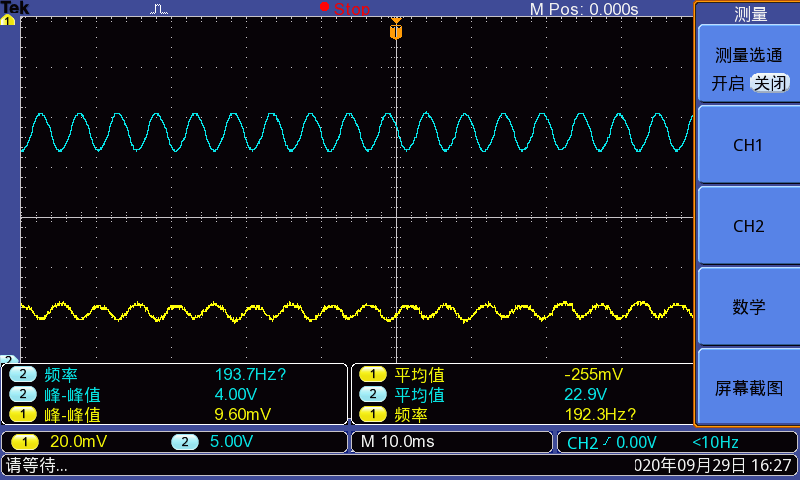 Tek
Stop
M Pos: 0.000s
测量
1
T
测量选通
开启 关闭
CH1
CH2
数学
屏幕截图
2
2 频率 193.7Hz?
2 峰-峰值 4.00V
1 峰-峰值 9.60mV
1 平均值 -255mV
2 平均值 22.9V
1 频率 192.3Hz?
1 20.0mV 2 5.00V
M 10.0ms
CH2 0.00V <10Hz
请等待... 020年09月29日 16:27